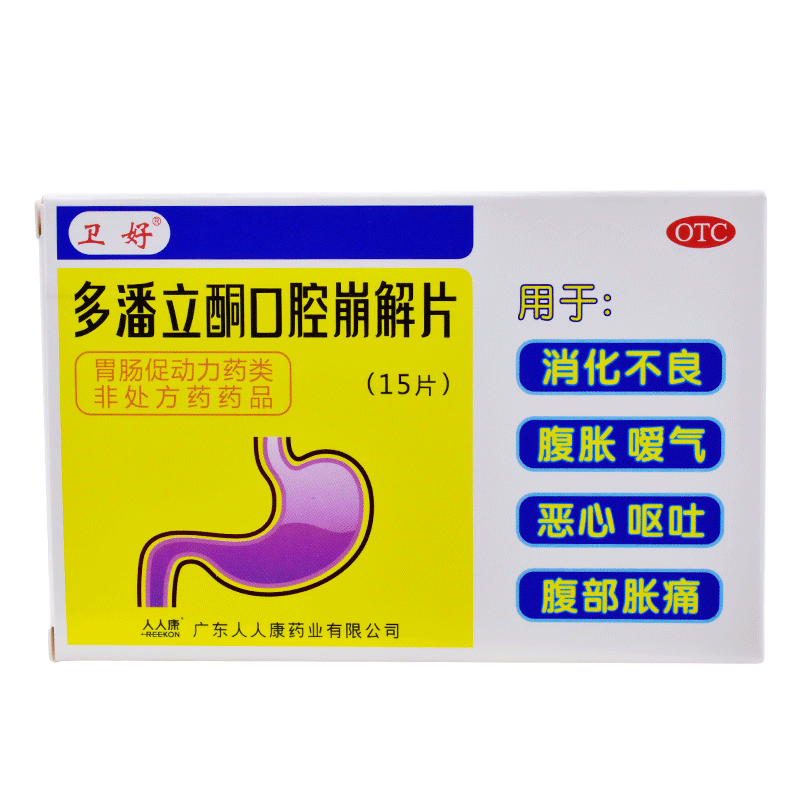 卫好®
OTC
多潘立酮口腔崩解片
胃肠促动力药类
非处方药药品
(15片)
用于:
消化不良
腹胀 嗳气
恶心 呕吐
腹部胀痛
人人康
REEKON
广东人人康药业有限公司